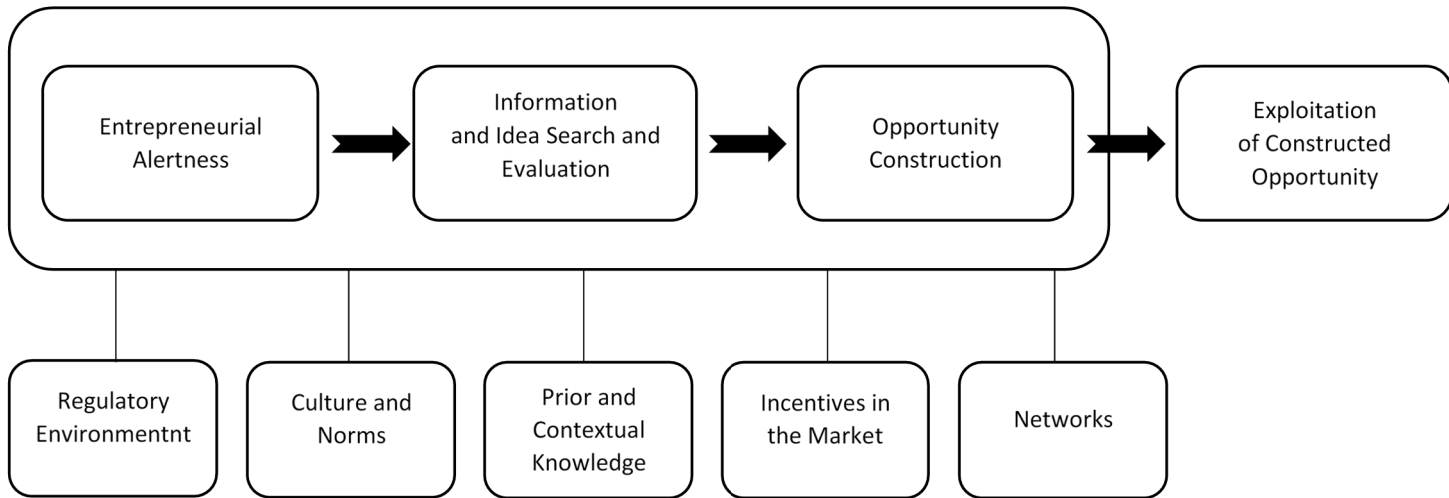 Entrepreneurial
Alertness
Information
and Idea Search and
Evaluation
Opportunity
Construction
Exploitation
of Constructed
Opportunity
Regulatory
Environmentnt
Culture and
Norms
Prior and
Contextual
Knowledge
Incentives in
the Market
Networks